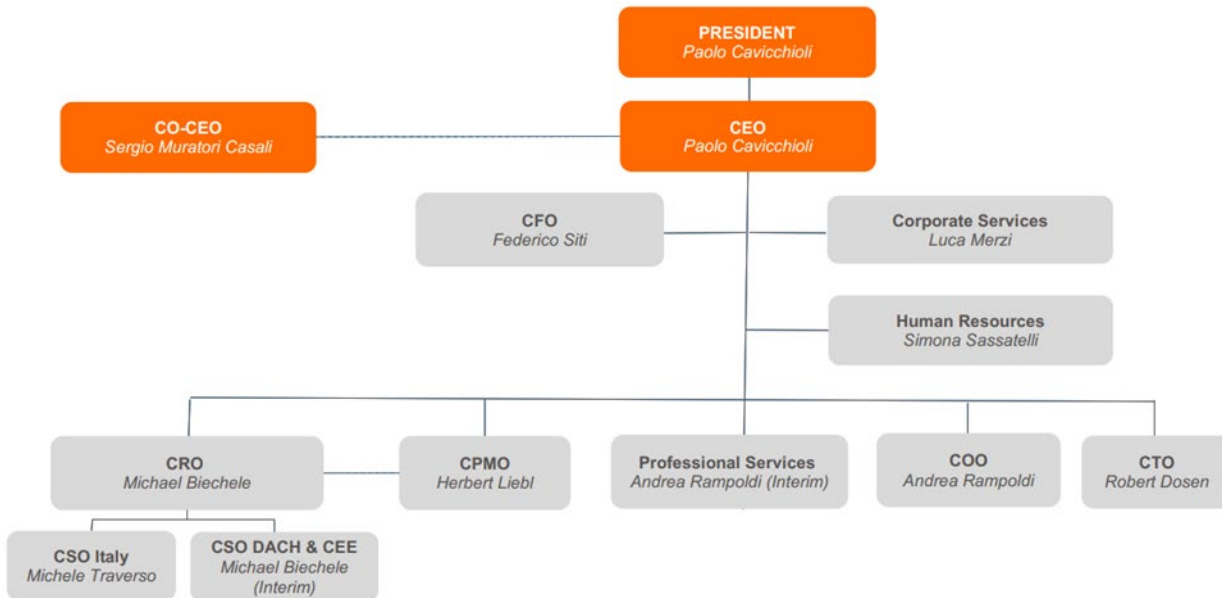 PRESIDENT
Paolo Cavicchioli
CO-CEO
Sergio Muratori Casali
CEO
Paolo Cavicchioli
CFO
Federico Siti
Corporate Services
Luca Merzi
Human Resources
Simona Sassatelli
CRO
Michael Biechele
CPMO
Herbert Liebl
Professional Services
Andrea Rampoldi (Interim)
COO
Andrea Rampoldi
CTO
Robert Dosen
CSO Italy
Michele Traverso
CSO DACH & CEE
Michael Biechele
(Interim)